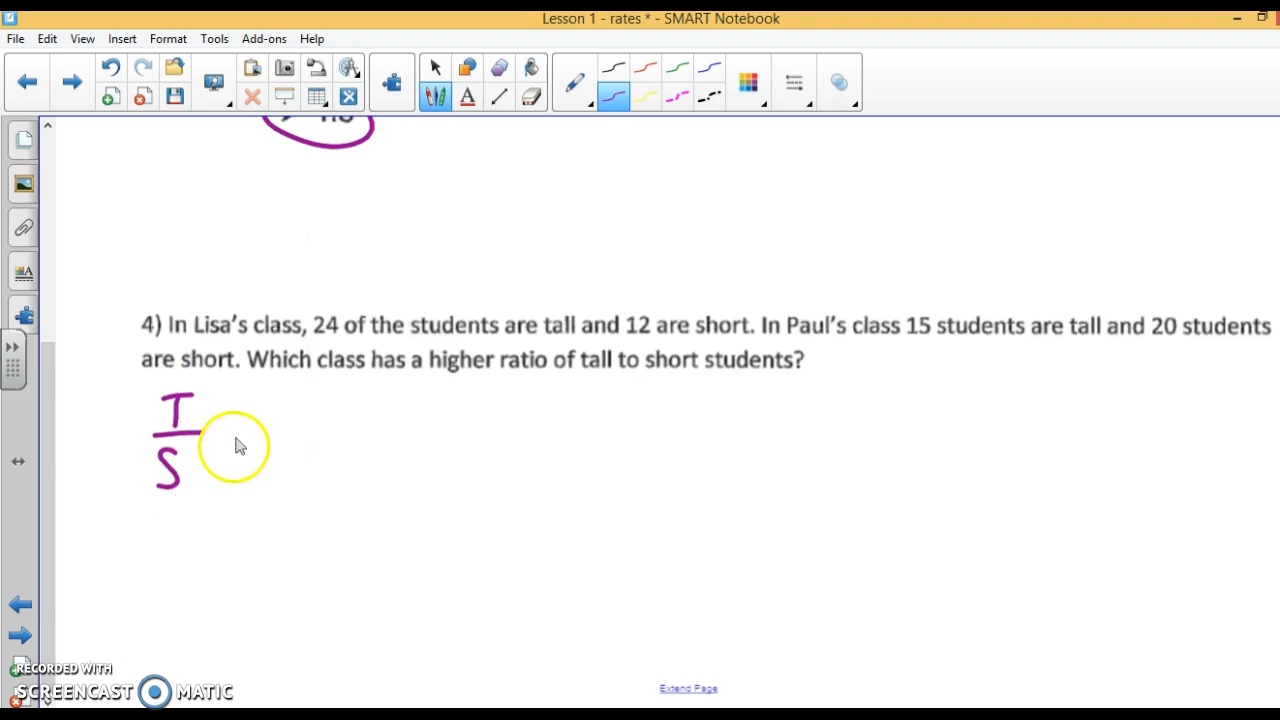 Lesson 1 - rates * - SMART Notebook
File Edit View Insert Format Tools Add-ons Help
4) In Lisa's class, 24 of the students are tall and 12 are short. In Paul's class 15 students are tall and 20 students
are short. Which class has a higher ratio of tall to short students?
T
S
Extend Page
RECORDED WITH
SCREENCAST MATIC